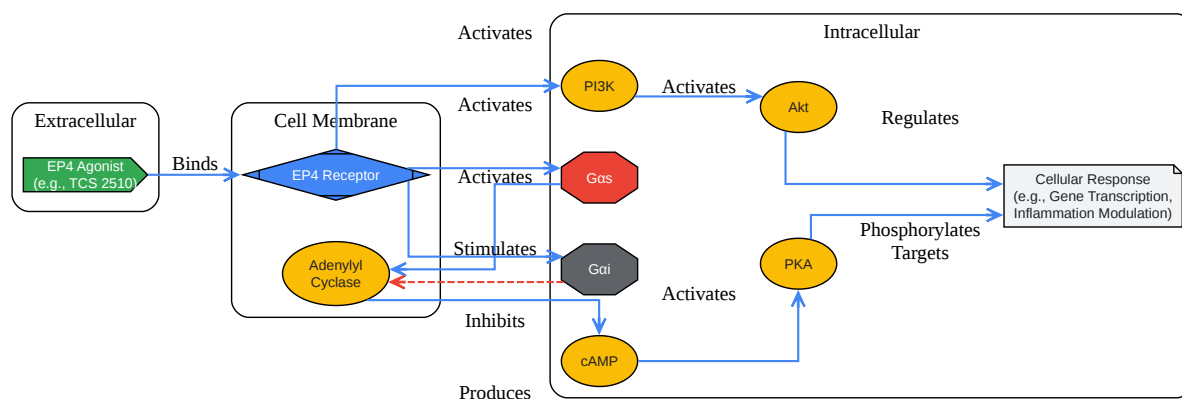 Extracellular
EP4 Agonist
(e.g., TCS 2510)
Binds
Cell Membrane
EP4 Receptor
Adenylyl
Cyclase
Activates
Activates
Activates
Stimulates
Inhibits
Produces
Intracellular
PI3K
Activates
Akt
Regulates
Gαs
Gαi
Activates
cAMP
PKA
Phosphorylates
Targets
Cellular Response
(e.g., Gene Transcription,
Inflammation Modulation)